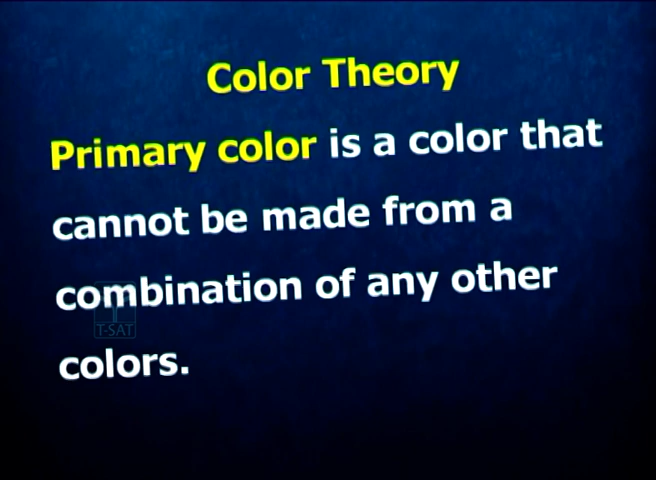 Color Theory
Primary color is a color that
cannot be made from a
combination of any other
T-SAT
colors.